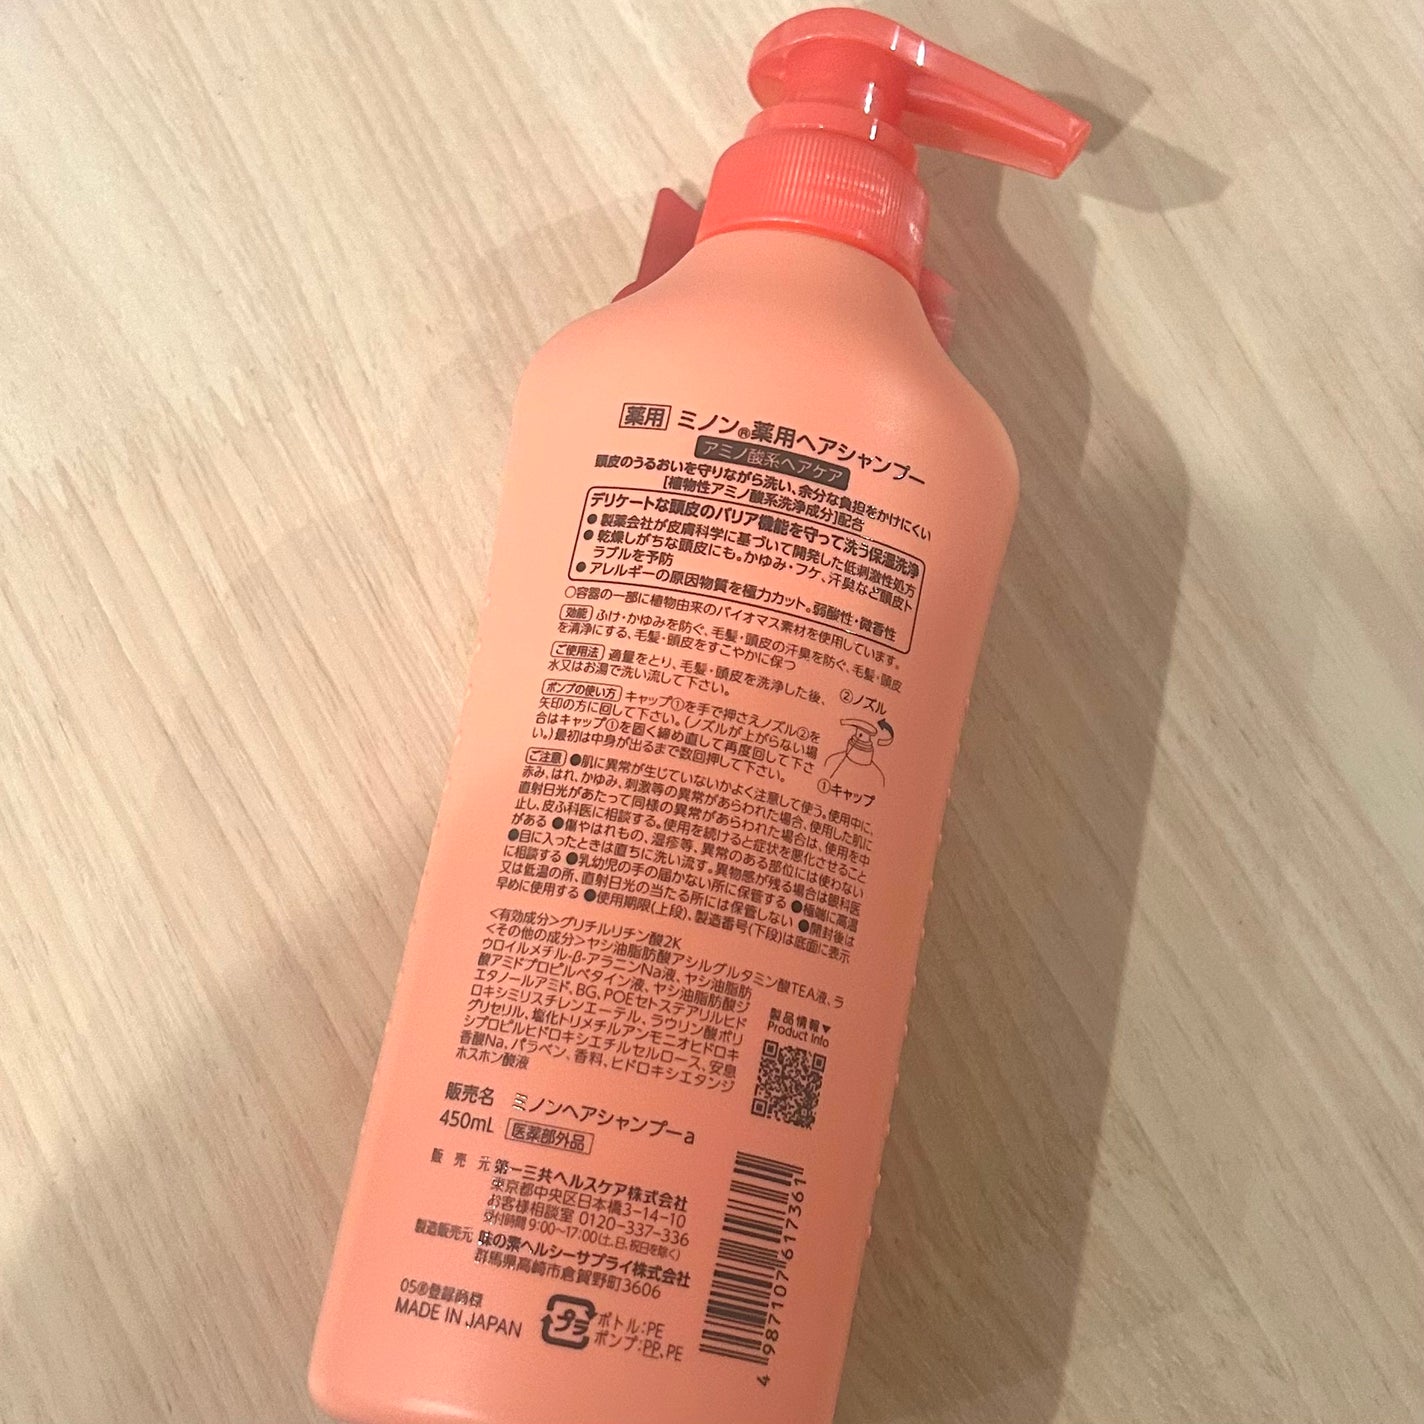 薬用 ミノン®薬用ヘアシャンプー
アミノ酸系ヘアケア
頭皮のうるおいを守りながら洗い、余分な負担をかけにくい
[植物性アミノ酸系洗浄成分]配合
デリケートな頭皮のバリア機能を守って洗う保湿洗浄
●製薬会社が皮膚科学に基づいて開発した低刺激性処方
●乾燥しがちな頭皮にも。かゆみ・フケ、汗臭など頭皮ト
ラブルを予防
●アレルギーの原因物質を極力カット。弱酸性・微香性
○容器の一部に植物由来のバイオマス素材を使用しています。
効能 ふけ・かゆみを防ぐ、毛髪・頭皮の汗臭を防ぐ、毛髪・頭皮
を清浄にする、毛髪・頭皮をすこやかに保つ
ご使用法 適量をとり、毛髪・頭皮を洗浄した後、
水又はお湯で洗い流して下さい。
ポンプの使い方 キャップ①を手で押さえノズル②を
矢印の方に回して下さい。(ノズルが上がらない場
合はキャップ①を固く締め直して再度回して下さ
い。)最初は中身が出るまで数回押して下さい。
②ノズル
①キャップ
ご注意 ●肌に異常が生じていないかよく注意して使う。使用中に、
赤み、はれ、かゆみ、刺激等の異常があらわれた場合、使用した肌に
直射日光があたって同様の異常があらわれた場合は、使用を中
止し、皮ふ科医に相談する。使用を続けると症状を悪化させること
がある ●傷やはれもの、湿疹等、異常のある部位には使わない
●目に入ったときは直ちに洗い流す。異物感が残る場合は眼科医
に相談する ●乳幼児の手の届かない所に保管する ●極端に高温
又は低温の所、直射日光の当たる所には保管しない ●開封後は
早めに使用する ●使用期限(上段)、製造番号(下段)は底面に表示
<有効成分>グリチルリチン酸2K
<その他の成分>ヤシ油脂肪酸アシルグルタミン酸TEA液、ラ
ウロイルメチル-β-アラニンNa液、ヤシ油脂肪
酸アミドプロピルベタイン液、ヤシ油脂肪酸ジ
エタノールアミド、BG、POEセトステアリルヒド
ロキシミリスチレンエーテル、ラウリン酸ポリ
グリセリル、塩化トリメチルアンモニオヒドロキ
シプロピルヒドロキシエチルセルロース、安息
香酸Na、パラベン、香料、ヒドロキシエタンジ
ホスホン酸液
製品情報▼
Product Info
販売名 ミノンヘアシャンプーa
450mL 医薬部外品
販売元 第一三共ヘルスケア株式会社
東京都中央区日本橋3-14-10
お客様相談室 0120-337-336
受付時間 9:00〜17:00(土、日、祝日を除く)
製造販売元 味の素ヘルシーサプライ株式会社
群馬県高崎市倉賀野町3606
05®登録商標
MADE IN JAPAN
プラ
ボトル:PE
ポンプ:PP、PE
4 987107 617361